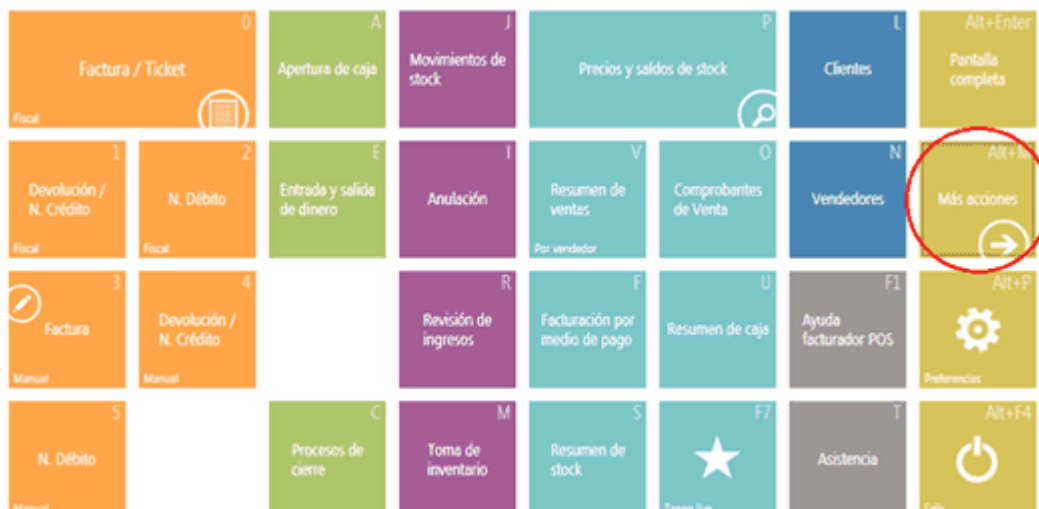 0
Factura / Ticket
Fiscal
A
Apertura de caja
J
Movimientos de
stock
P
Precios y saldos de stock
L
Clientes
Alt+Enter
Pantalla
completa
1
Devolución /
N. Crédito
Fiscal
2
N. Débito
Fiscal
E
Entrada y salida
de dinero
I
Anulación
V
Resumen de
ventas
Por vendedor
O
Comprobantes
de Venta
N
Vendedores
Alt+M
Más acciones
3
Factura
Manual
4
Devolución /
N. Crédito
Manual
R
Revisión de
ingresos
F
Facturación por
medio de pago
U
Resumen de caja
F1
Ayuda
facturador POS
Alt+P
Preferencias
5
N. Débito
Manual
C
Procesos de
cierre
M
Toma de
inventario
S
Resumen de
stock
F7
T
Asistencia
Alt+F4